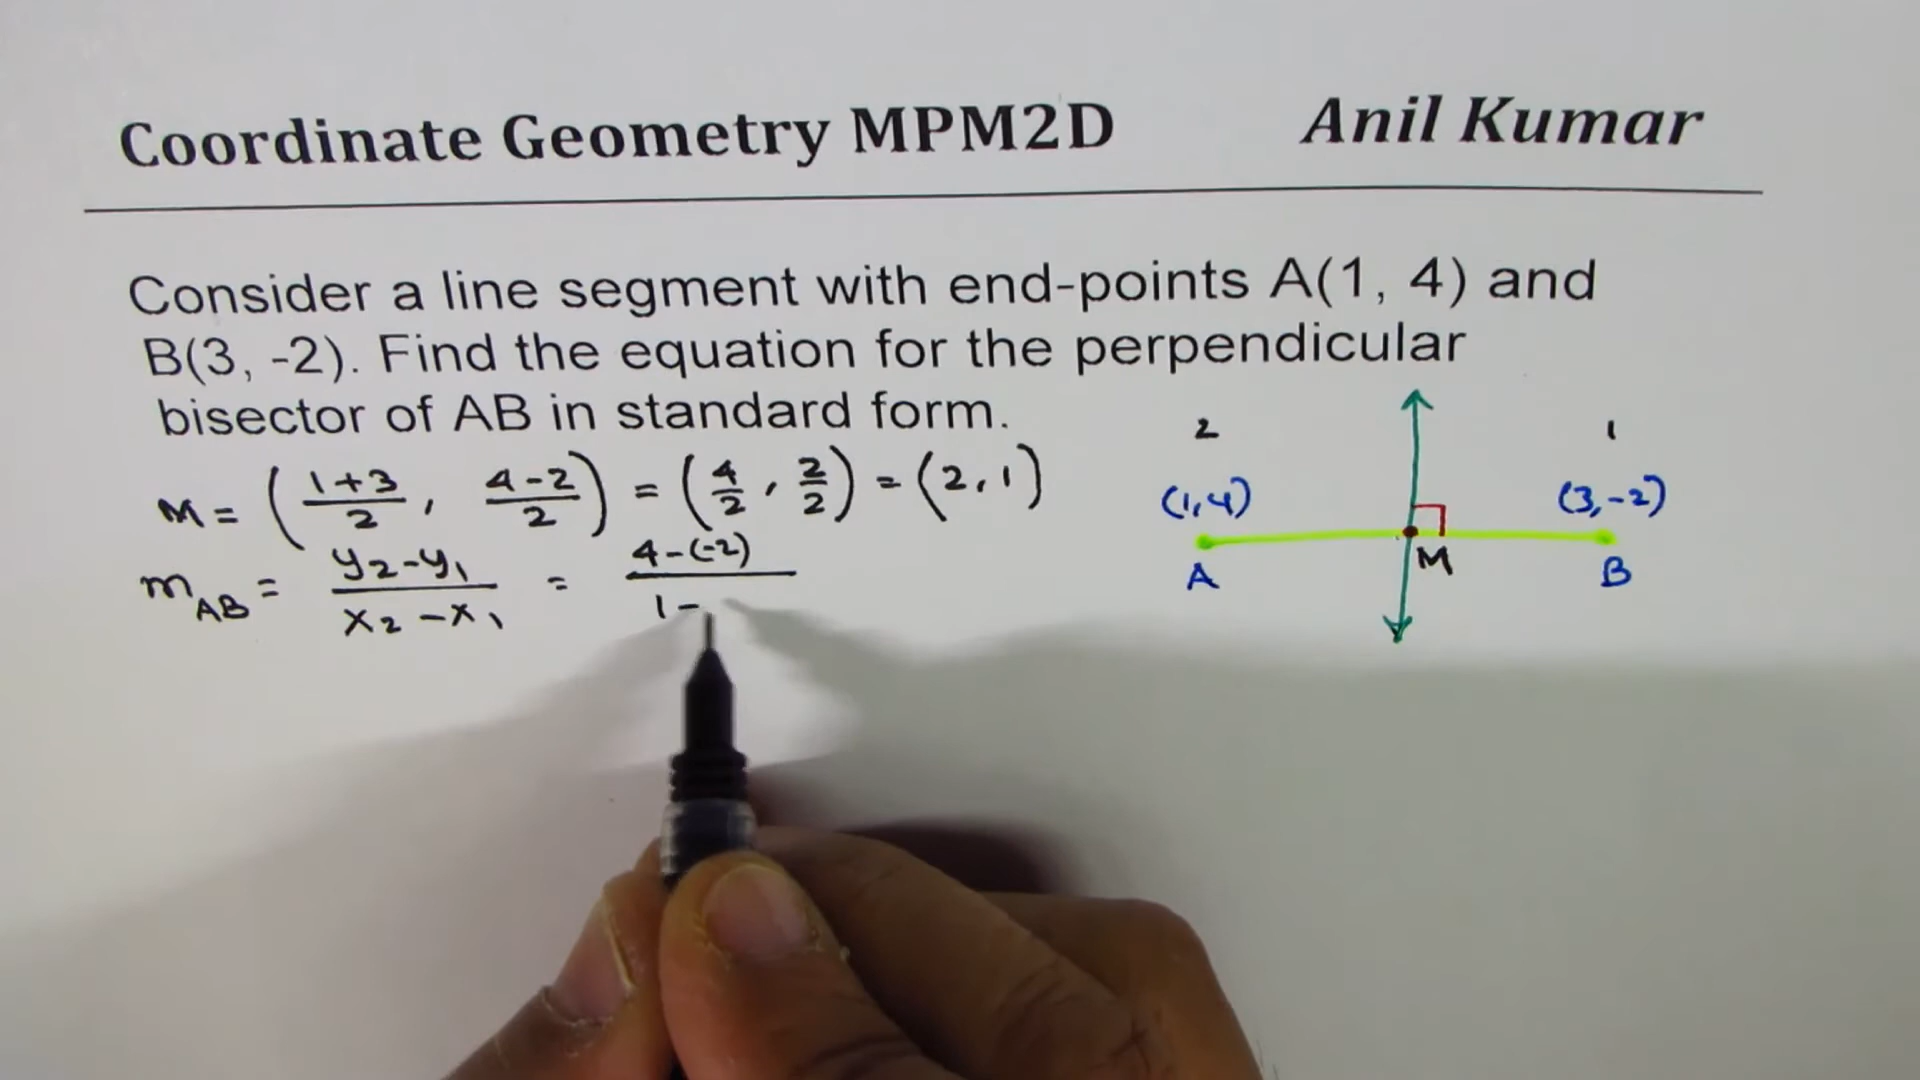 Coordinate Geometry MPM2D Anil Kumar
Consider a line segment with end-points A(1, 4) and
B(3, -2). Find the equation for the perpendicular
bisector of AB in standard form.
M = ( (1+3)/2 , (4-2)/2 ) = ( 4/2 , 2/2 ) = (2, 1)
m_AB = (y₂-y₁)/(x₂-x₁) = (4-(-2))/(1-
2 1
(1,4) (3,-2)
A M B